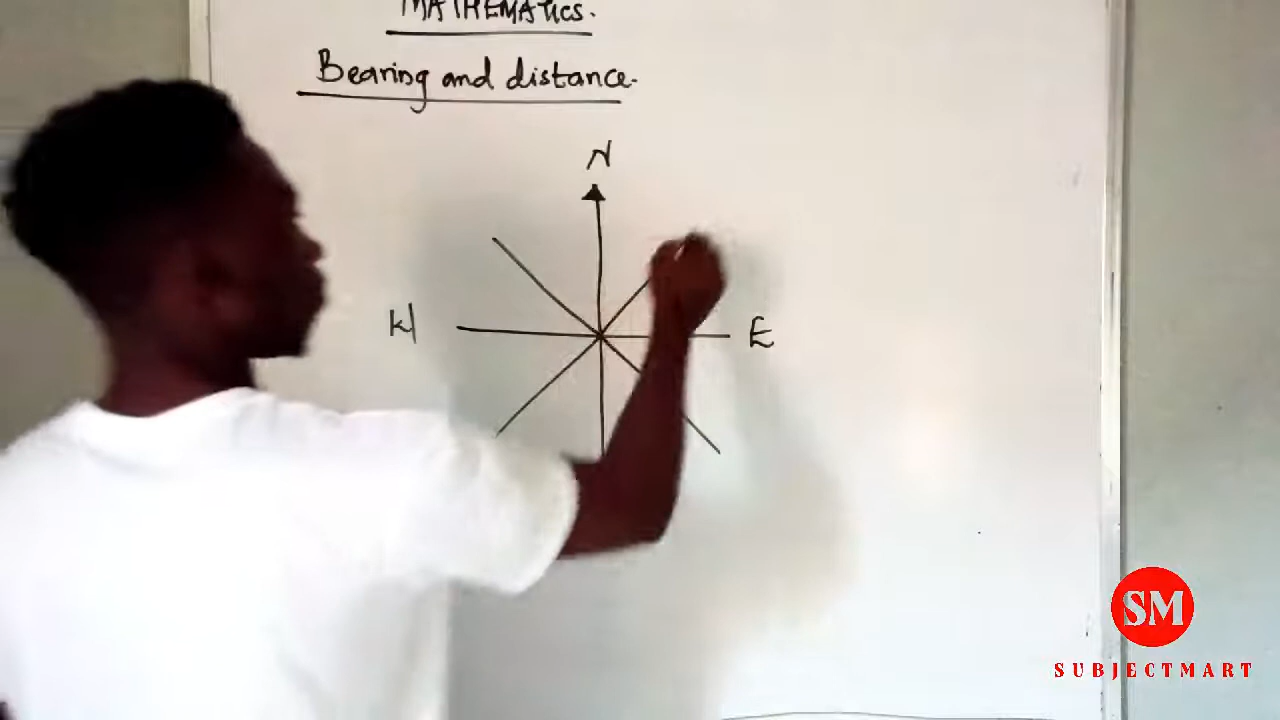 MATHEMATICS.
Bearing and distance.
N
W E
SM
SUBJECTMART